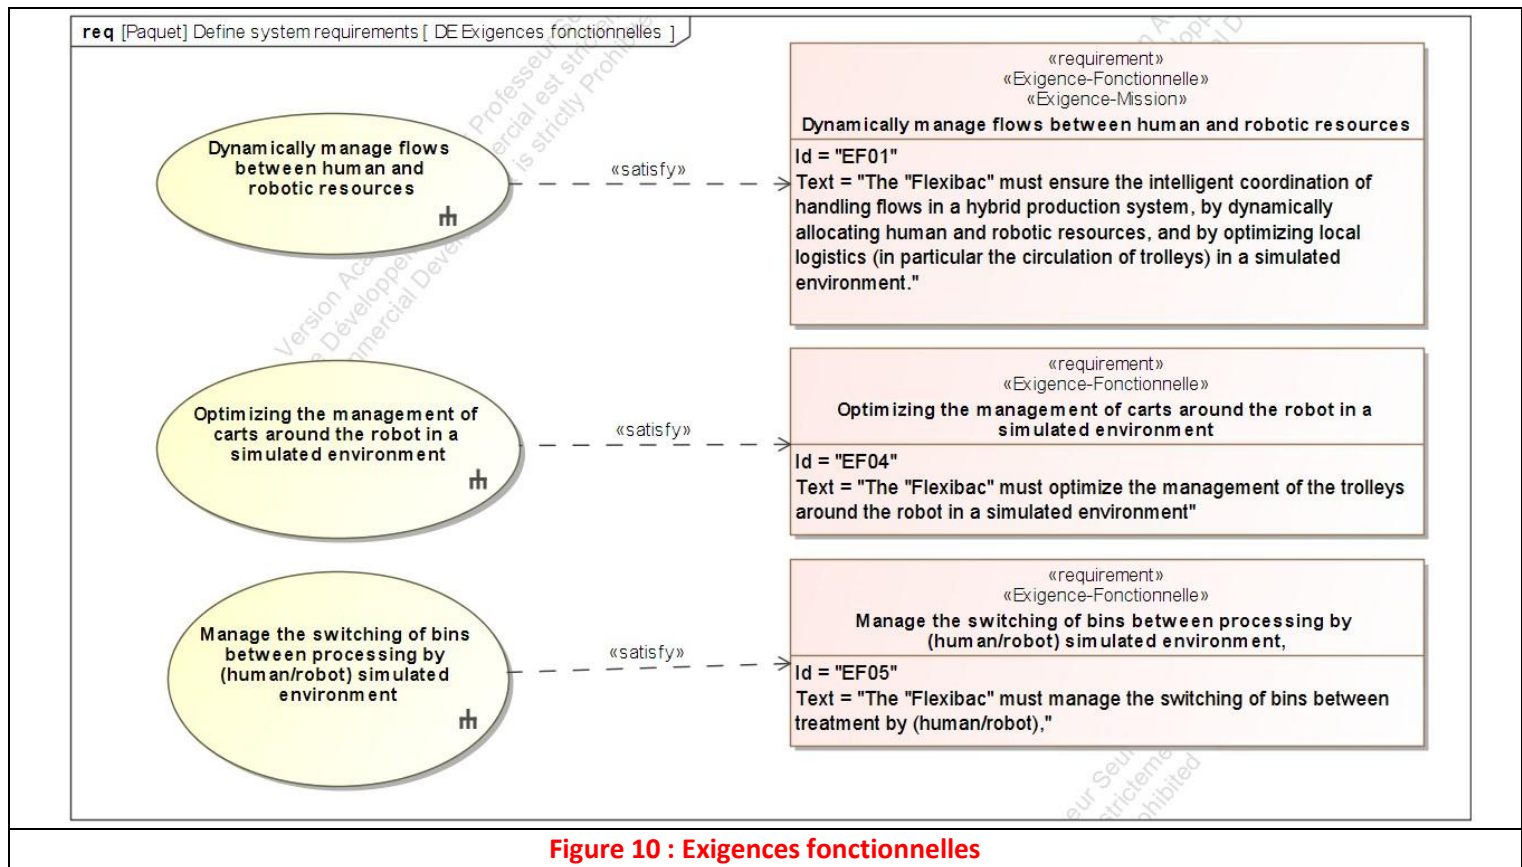 req [Paquet] Define system requirements [ DE Exigences fonctionnelles ]
Dynamically manage flows
between human and
robotic resources
«satisfy»
«requirement»
«Exigence-Fonctionnelle»
«Exigence-Mission»
Dynamically manage flows between human and robotic resources
Id = "EF01"
Text = "The "Flexibac" must ensure the intelligent coordination of
handling flows in a hybrid production system, by dynamically
allocating human and robotic resources, and by optimizing local
logistics (in particular the circulation of trolleys) in a simulated
environment."
Optimizing the management of
carts around the robot in a
simulated environment
«satisfy»
«requirement»
«Exigence-Fonctionnelle»
Optimizing the management of carts around the robot in a
simulated environment
Id = "EF04"
Text = "The "Flexibac" must optimize the management of the trolleys
around the robot in a simulated environment"
Manage the switching of bins
between processing by
(human/robot) simulated
environment
«satisfy»
«requirement»
«Exigence-Fonctionnelle»
Manage the switching of bins between processing by
(human/robot) simulated environment,
Id = "EF05"
Text = "The "Flexibac" must manage the switching of bins between
treatment by (human/robot),"
Figure 10 : Exigences fonctionnelles